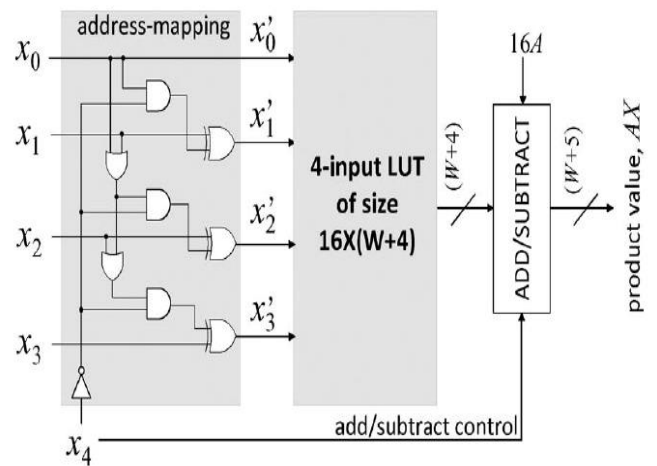 address-mapping
x₀
x₁
x₂
x₃
x₄
x′₀
x′₁
x′₂
x′₃
4-input LUT
of size
16X(W+4)
(W+4)
16A
ADD/SUBTRACT
(W+5)
product value, AX
add/subtract control